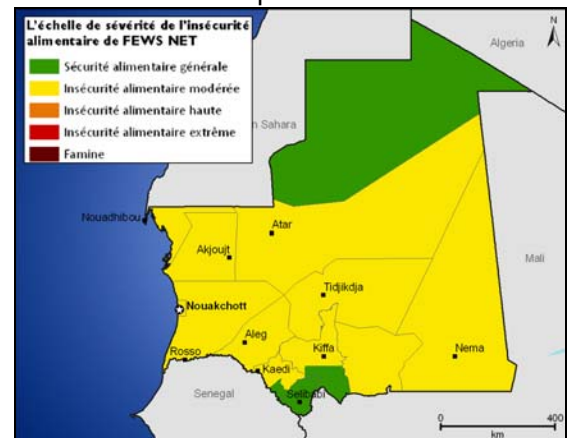 L'échelle de sévérité de l'insécurité
alimentaire de FEWS NET
Sécurité alimentaire générale
Insécurité alimentaire modérée
Insécurité alimentaire haute
Insécurité alimentaire extrême
Famine
N
Algeria
n Sahara
Nouadhibou
Atar
Akjoujt
Mali
Tidjikdja
Nouakchott
Aleg
Kiffa
Nema
Rosso
Kaedi
Senegal
Selibabi
0 400
km